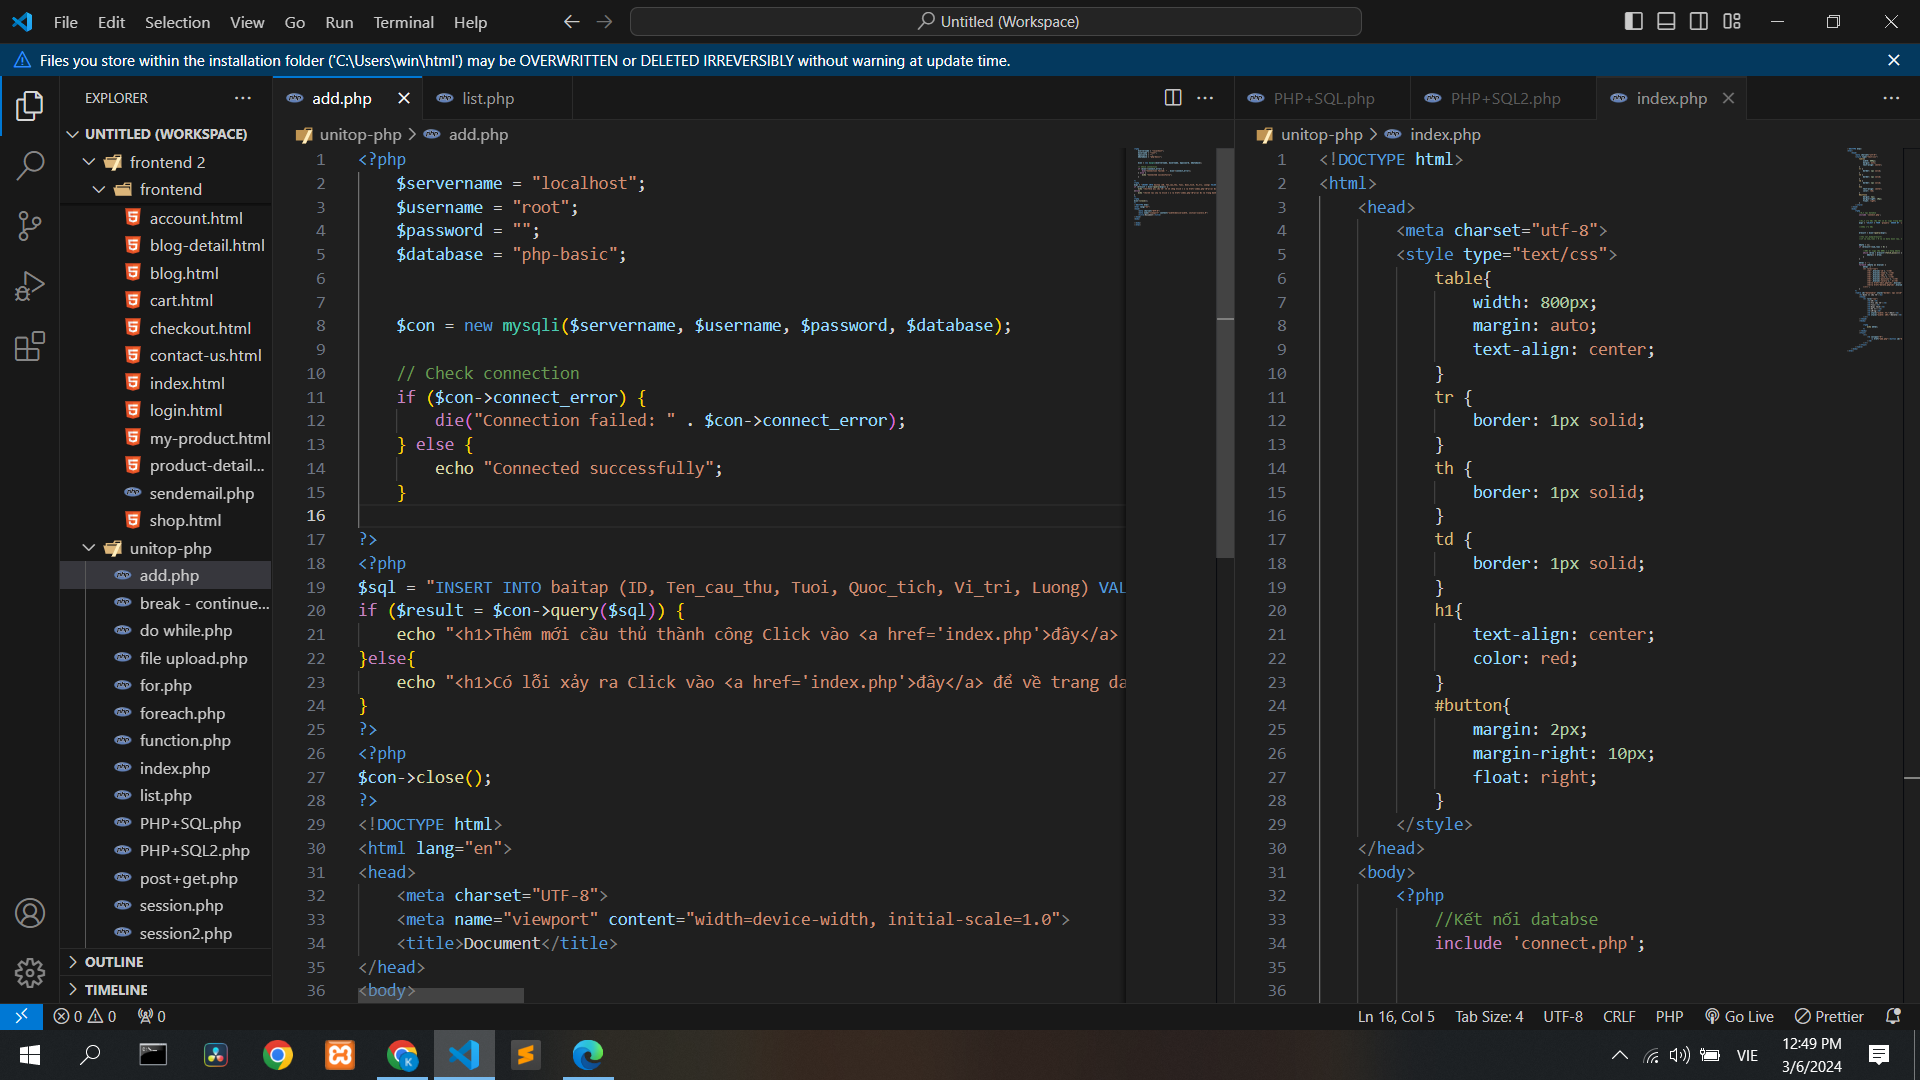 File Edit Selection View Go Run Terminal Help
Untitled (Workspace)
Files you store within the installation folder ('C:\Users\win\html') may be OVERWRITTEN or DELETED IRREVERSIBLY without warning at update time.
EXPLORER
UNTITLED (WORKSPACE)
frontend 2
frontend
account.html
blog-detail.html
blog.html
cart.html
checkout.html
contact-us.html
index.html
login.html
my-product.html
product-detail...
sendemail.php
shop.html
unitop-php
add.php
break - continue...
do while.php
file upload.php
for.php
foreach.php
function.php
index.php
list.php
PHP+SQL.php
PHP+SQL2.php
post+get.php
session.php
session2.php
OUTLINE
TIMELINE
add.php list.php
unitop-php > add.php
1 <?php
2 $servername = "localhost";
3 $username = "root";
4 $password = "";
5 $database = "php-basic";
6
7
8 $con = new mysqli($servername, $username, $password, $database);
9
10 // Check connection
11 if ($con->connect_error) {
12 die("Connection failed: " . $con->connect_error);
13 } else {
14 echo "Connected successfully";
15 }
16
17 ?>
18 <?php
19 $sql = "INSERT INTO baitap (ID, Ten_cau_thu, Tuoi, Quoc_tich, Vi_tri, Luong) VAL
20 if ($result = $con->query($sql)) {
21 echo "<h1>Thêm mới cầu thủ thành công Click vào <a href='index.php'>đây</a>
22 }else{
23 echo "<h1>Có lỗi xảy ra Click vào <a href='index.php'>đây</a> để về trang da
24 }
25 ?>
26 <?php
27 $con->close();
28 ?>
29 <!DOCTYPE html>
30 <html lang="en">
31 <head>
32 <meta charset="UTF-8">
33 <meta name="viewport" content="width=device-width, initial-scale=1.0">
34 <title>Document</title>
35 </head>
36 <body>
PHP+SQL.php PHP+SQL2.php index.php
unitop-php > index.php
1 <!DOCTYPE html>
2 <html>
3 <head>
4 <meta charset="utf-8">
5 <style type="text/css">
6 table{
7 width: 800px;
8 margin: auto;
9 text-align: center;
10 }
11 tr {
12 border: 1px solid;
13 }
14 th {
15 border: 1px solid;
16 }
17 td {
18 border: 1px solid;
19 }
20 h1{
21 text-align: center;
22 color: red;
23 }
24 #button{
25 margin: 2px;
26 margin-right: 10px;
27 float: right;
28 }
29 </style>
30 </head>
31 <body>
32 <?php
33 //Kết nối databse
34 include 'connect.php';
35
36
0 0 0
Ln 16, Col 5 Tab Size: 4 UTF-8 CRLF PHP Go Live Prettier
K
VIE
12:49 PM
3/6/2024